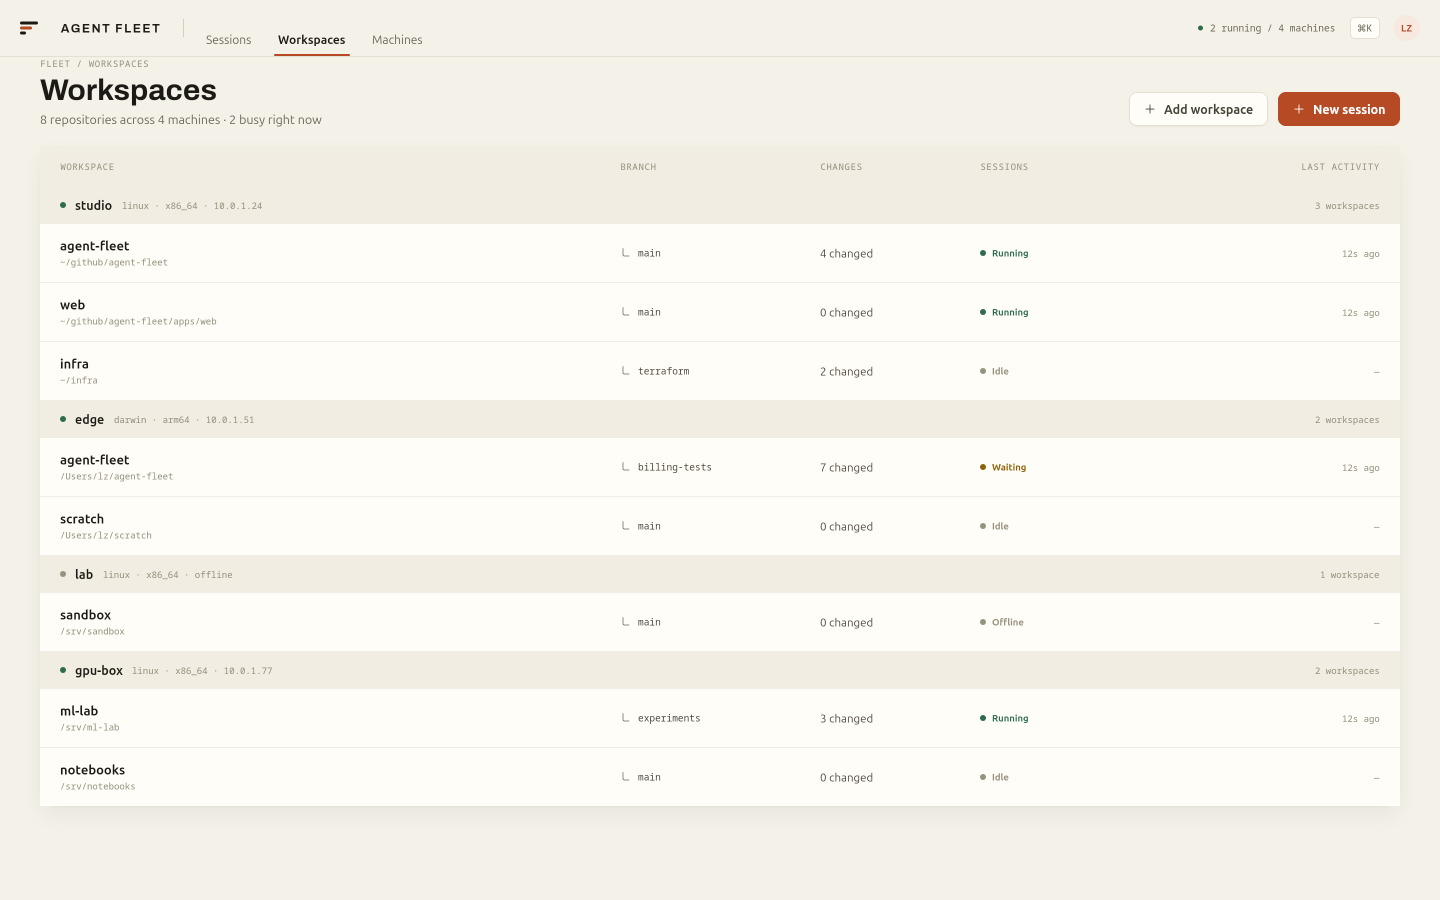 AGENT FLEET
Sessions
Workspaces
Machines
2 running / 4 machines
⌘K
LZ
FLEET / WORKSPACES
Workspaces
8 repositories across 4 machines · 2 busy right now
+ Add workspace
+ New session
WORKSPACE BRANCH CHANGES SESSIONS LAST ACTIVITY
studio linux · x86_64 · 10.0.1.24 3 workspaces
agent-fleet
~/github/agent-fleet
main 4 changed Running 12s ago
web
~/github/agent-fleet/apps/web
main 0 changed Running 12s ago
infra
~/infra
terraform 2 changed Idle —
edge darwin · arm64 · 10.0.1.51 2 workspaces
agent-fleet
/Users/lz/agent-fleet
billing-tests 7 changed Waiting 12s ago
scratch
/Users/lz/scratch
main 0 changed Idle —
lab linux · x86_64 · offline 1 workspace
sandbox
/srv/sandbox
main 0 changed Offline —
gpu-box linux · x86_64 · 10.0.1.77 2 workspaces
ml-lab
/srv/ml-lab
experiments 3 changed Running 12s ago
notebooks
/srv/notebooks
main 0 changed Idle —